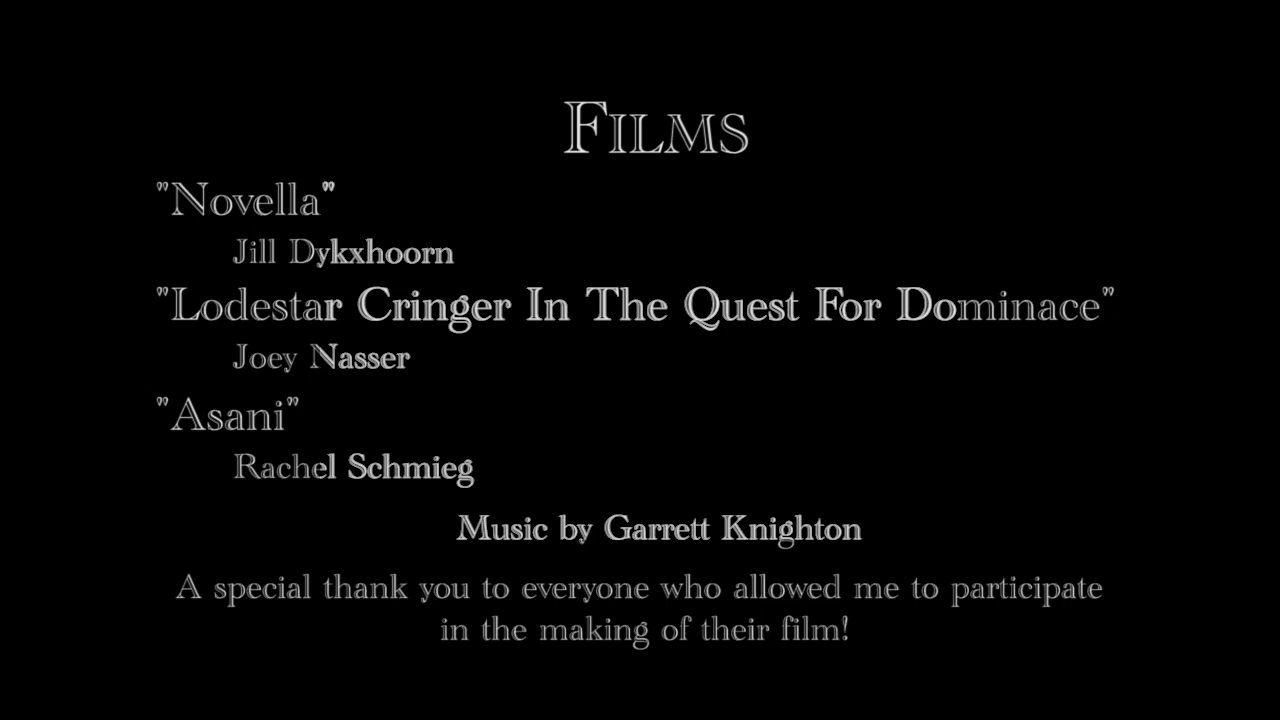 Films
"Novella"
Jill Dykxhoorn
"Lodestar Cringer In The Quest For Dominace"
Joey Nasser
"Asani"
Rachel Schmieg
Music by Garrett Knighton
A special thank you to everyone who allowed me to participate
in the making of their film!